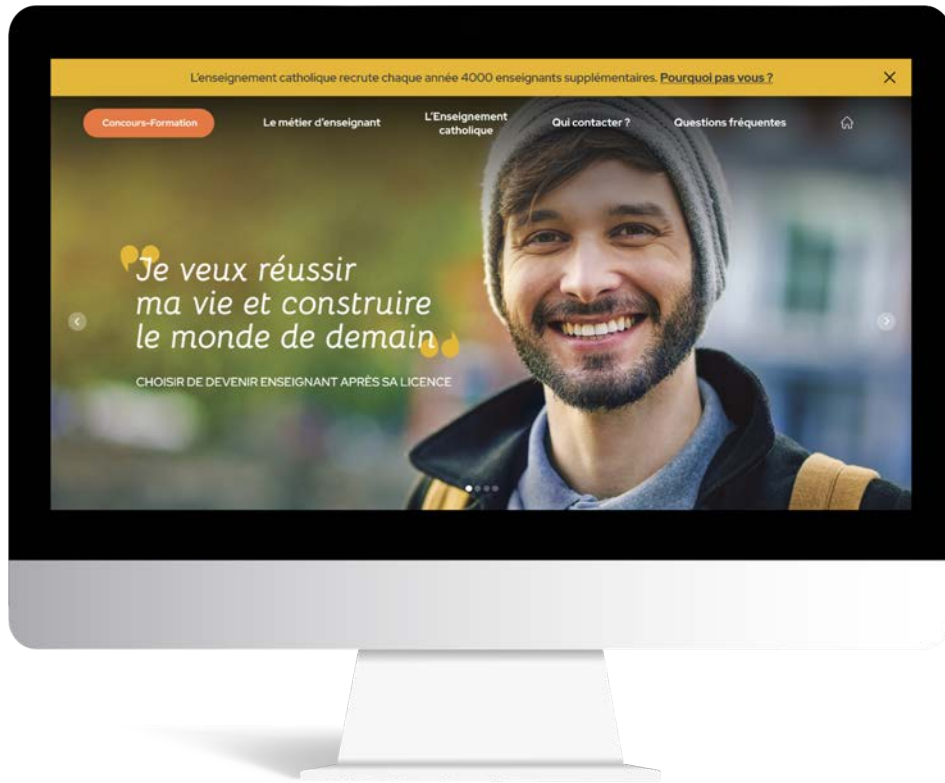 L'enseignement catholique recrute chaque année 4000 enseignants supplémentaires. Pourquoi pas vous ?
Concours-Formation
Le métier d'enseignant
L'Enseignement
catholique
Qui contacter ?
Questions fréquentes
Je veux réussir
ma vie et construire
le monde de demain
CHOISIR DE DEVENIR ENSEIGNANT APRÈS SA LICENCE